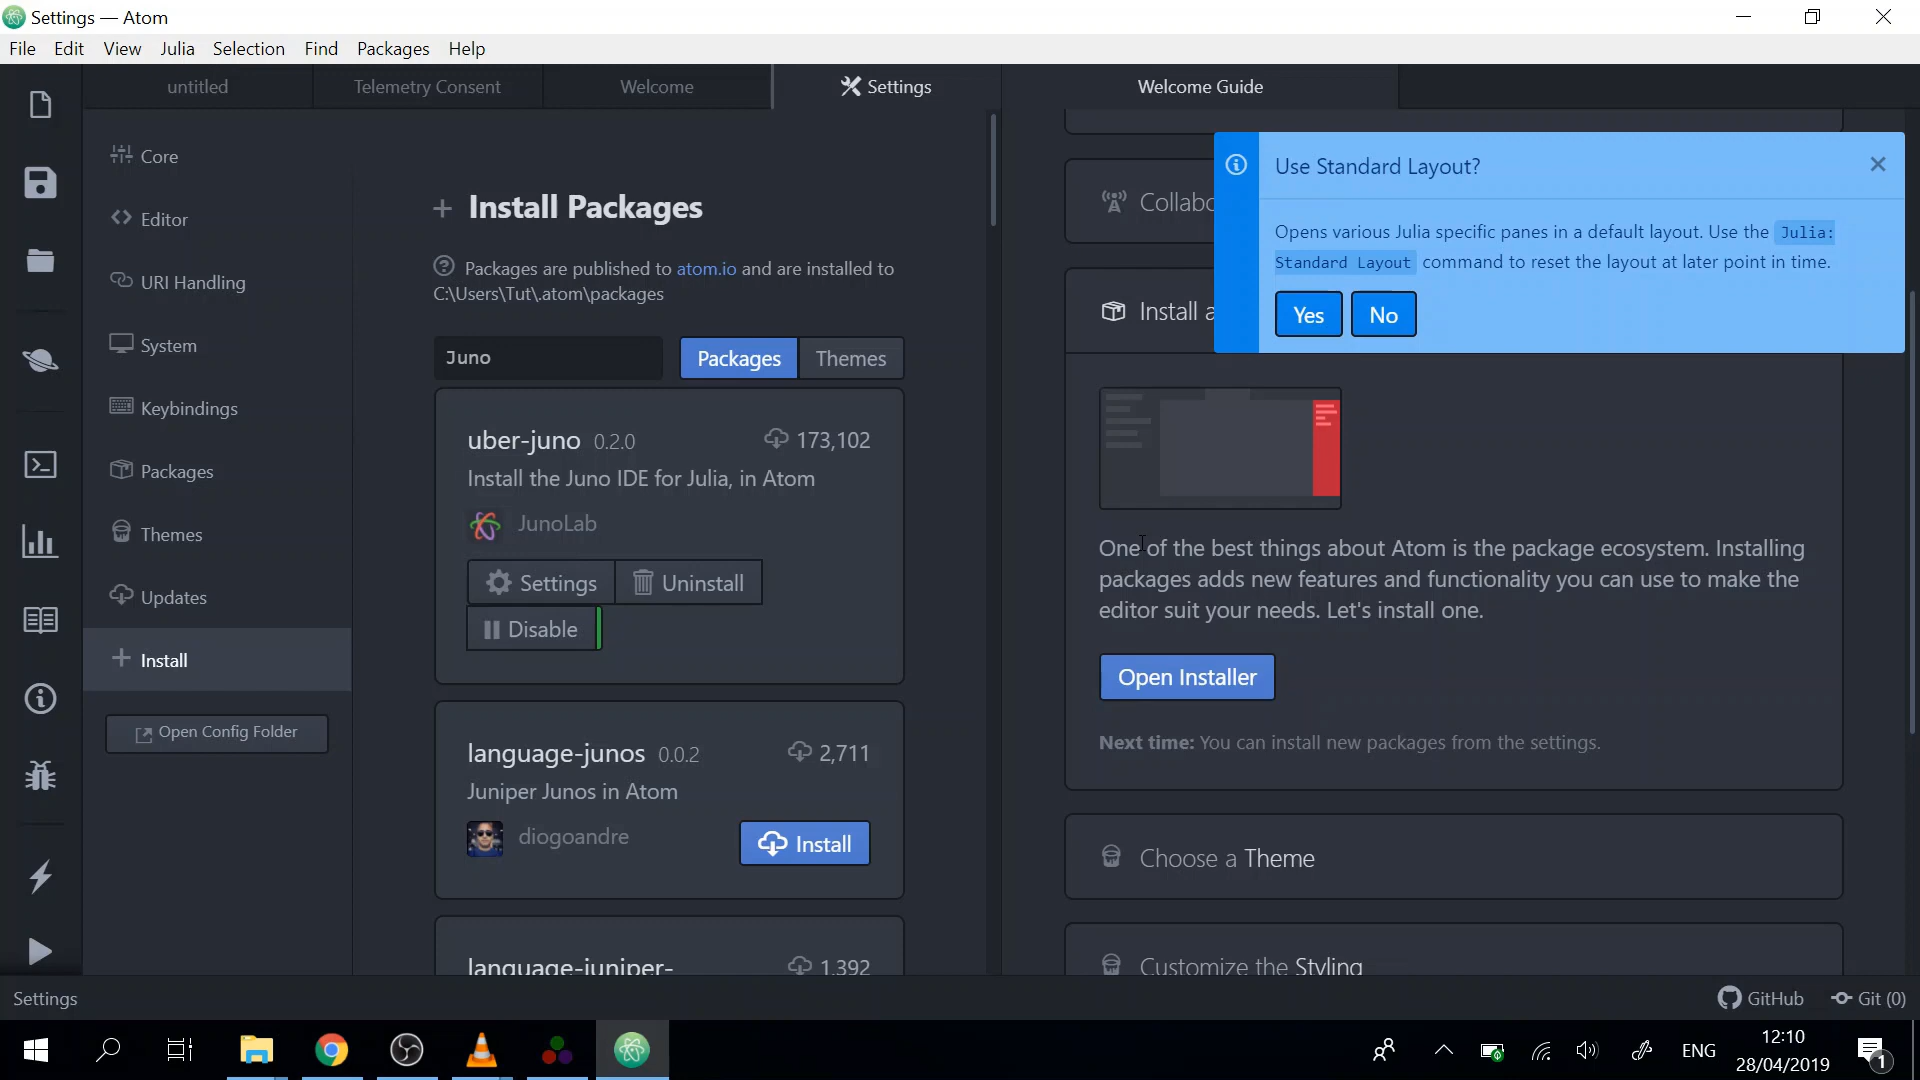 Settings — Atom
File Edit View Julia Selection Find Packages Help
untitled Telemetry Consent Welcome Settings Welcome Guide
Core
Editor
URI Handling
System
Keybindings
Packages
Themes
Updates
Install
Open Config Folder
Install Packages
Packages are published to atom.io and are installed to
C:\Users\Tut\.atom\packages
Juno Packages Themes
uber-juno 0.2.0 173,102
Install the Juno IDE for Julia, in Atom
JunoLab
Settings Uninstall
Disable
language-junos 0.0.2 2,711
Juniper Junos in Atom
diogoandre Install
language-juniper- 1,392
Collabo
Install a
Use Standard Layout?
Opens various Julia specific panes in a default layout. Use the Julia:
Standard Layout command to reset the layout at later point in time.
Yes No
One of the best things about Atom is the package ecosystem. Installing
packages adds new features and functionality you can use to make the
editor suit your needs. Let's install one.
Open Installer
Next time: You can install new packages from the settings.
Choose a Theme
Customize the Styling
Settings GitHub Git (0)
ENG 12:10
28/04/2019
1